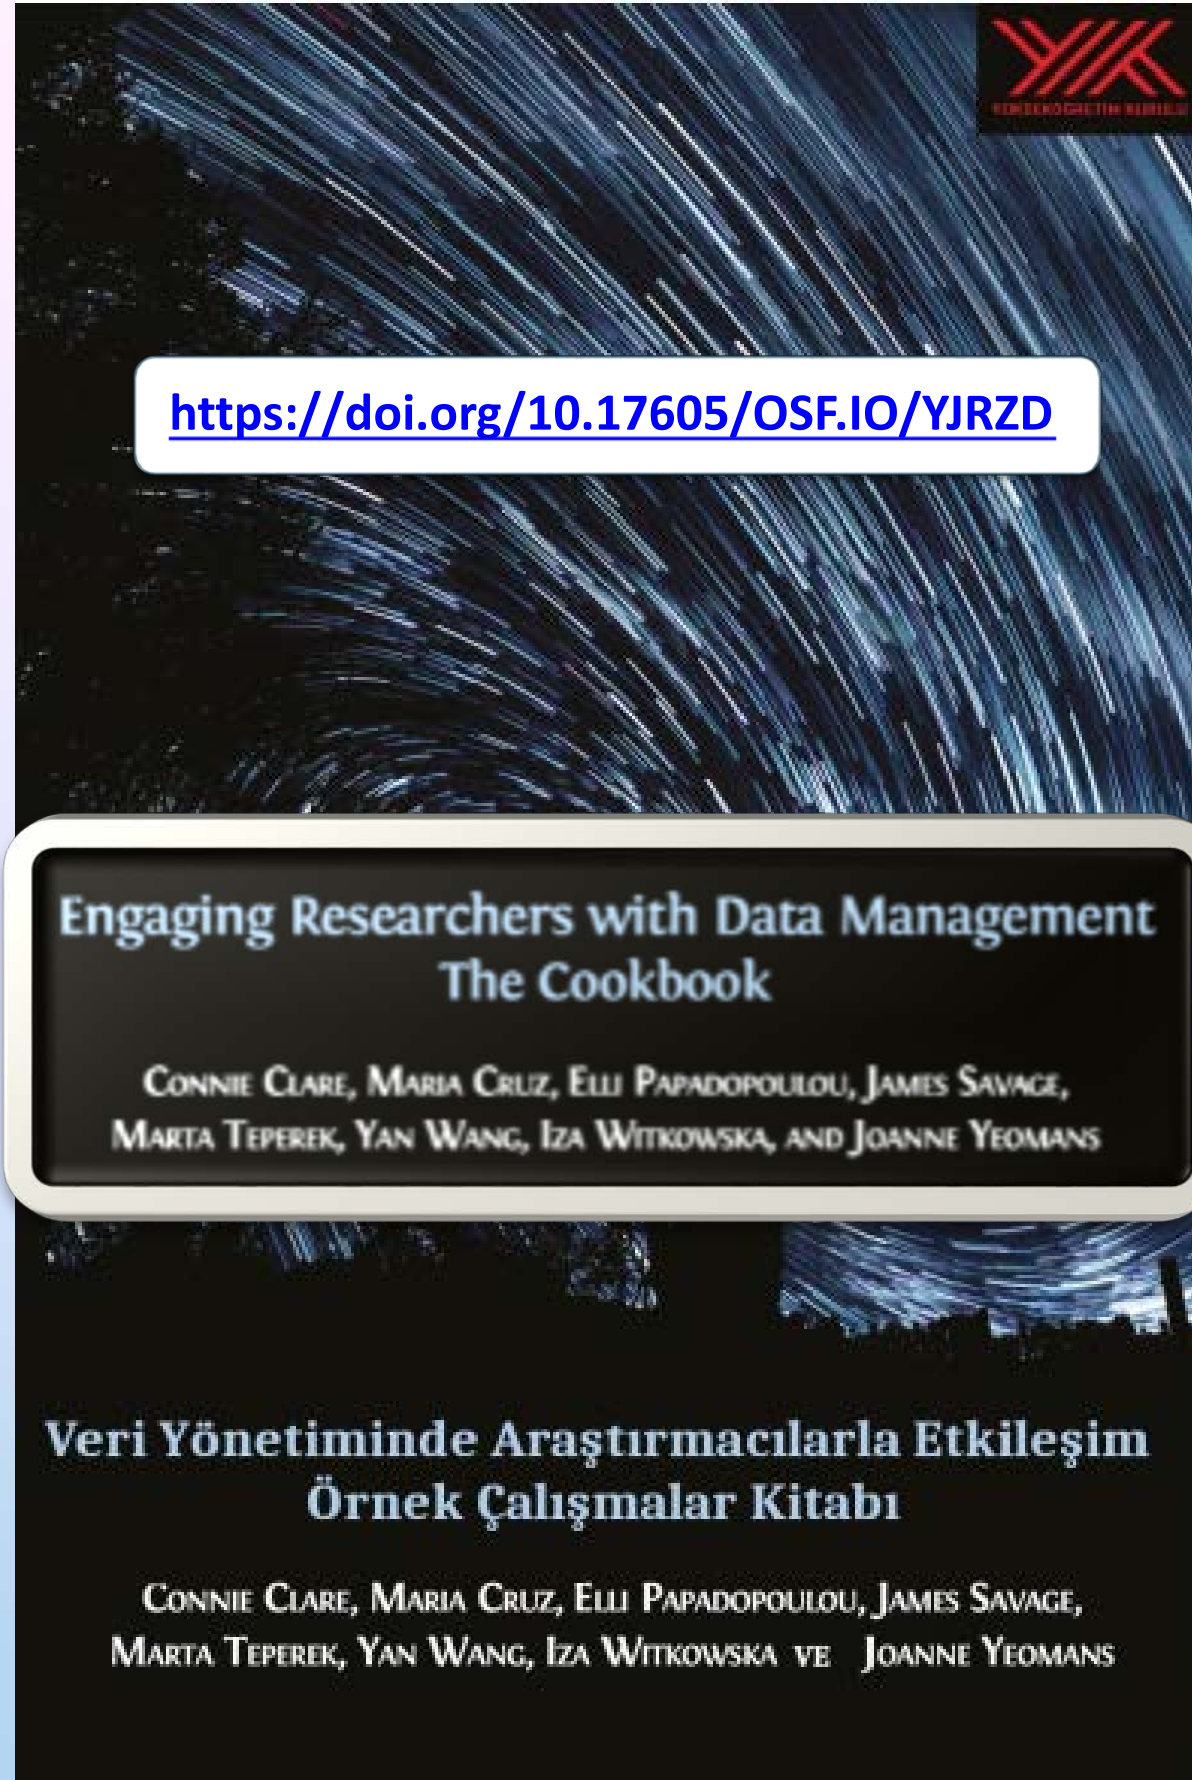 YÜKSEKÖĞRETİM KURULU
https://doi.org/10.17605/OSF.IO/YJRZD
Engaging Researchers with Data Management
The Cookbook
CONNIE CLARE, MARIA CRUZ, ELLI PAPADOPOULOU, JAMES SAVAGE,
MARTA TEPEREK, YAN WANG, IZA WITKOWSKA, AND JOANNE YEOMANS
Veri Yönetiminde Araştırmacılarla Etkileşim
Örnek Çalışmalar Kitabı
CONNIE CLARE, MARIA CRUZ, ELLI PAPADOPOULOU, JAMES SAVAGE,
MARTA TEPEREK, YAN WANG, IZA WITKOWSKA VE JOANNE YEOMANS